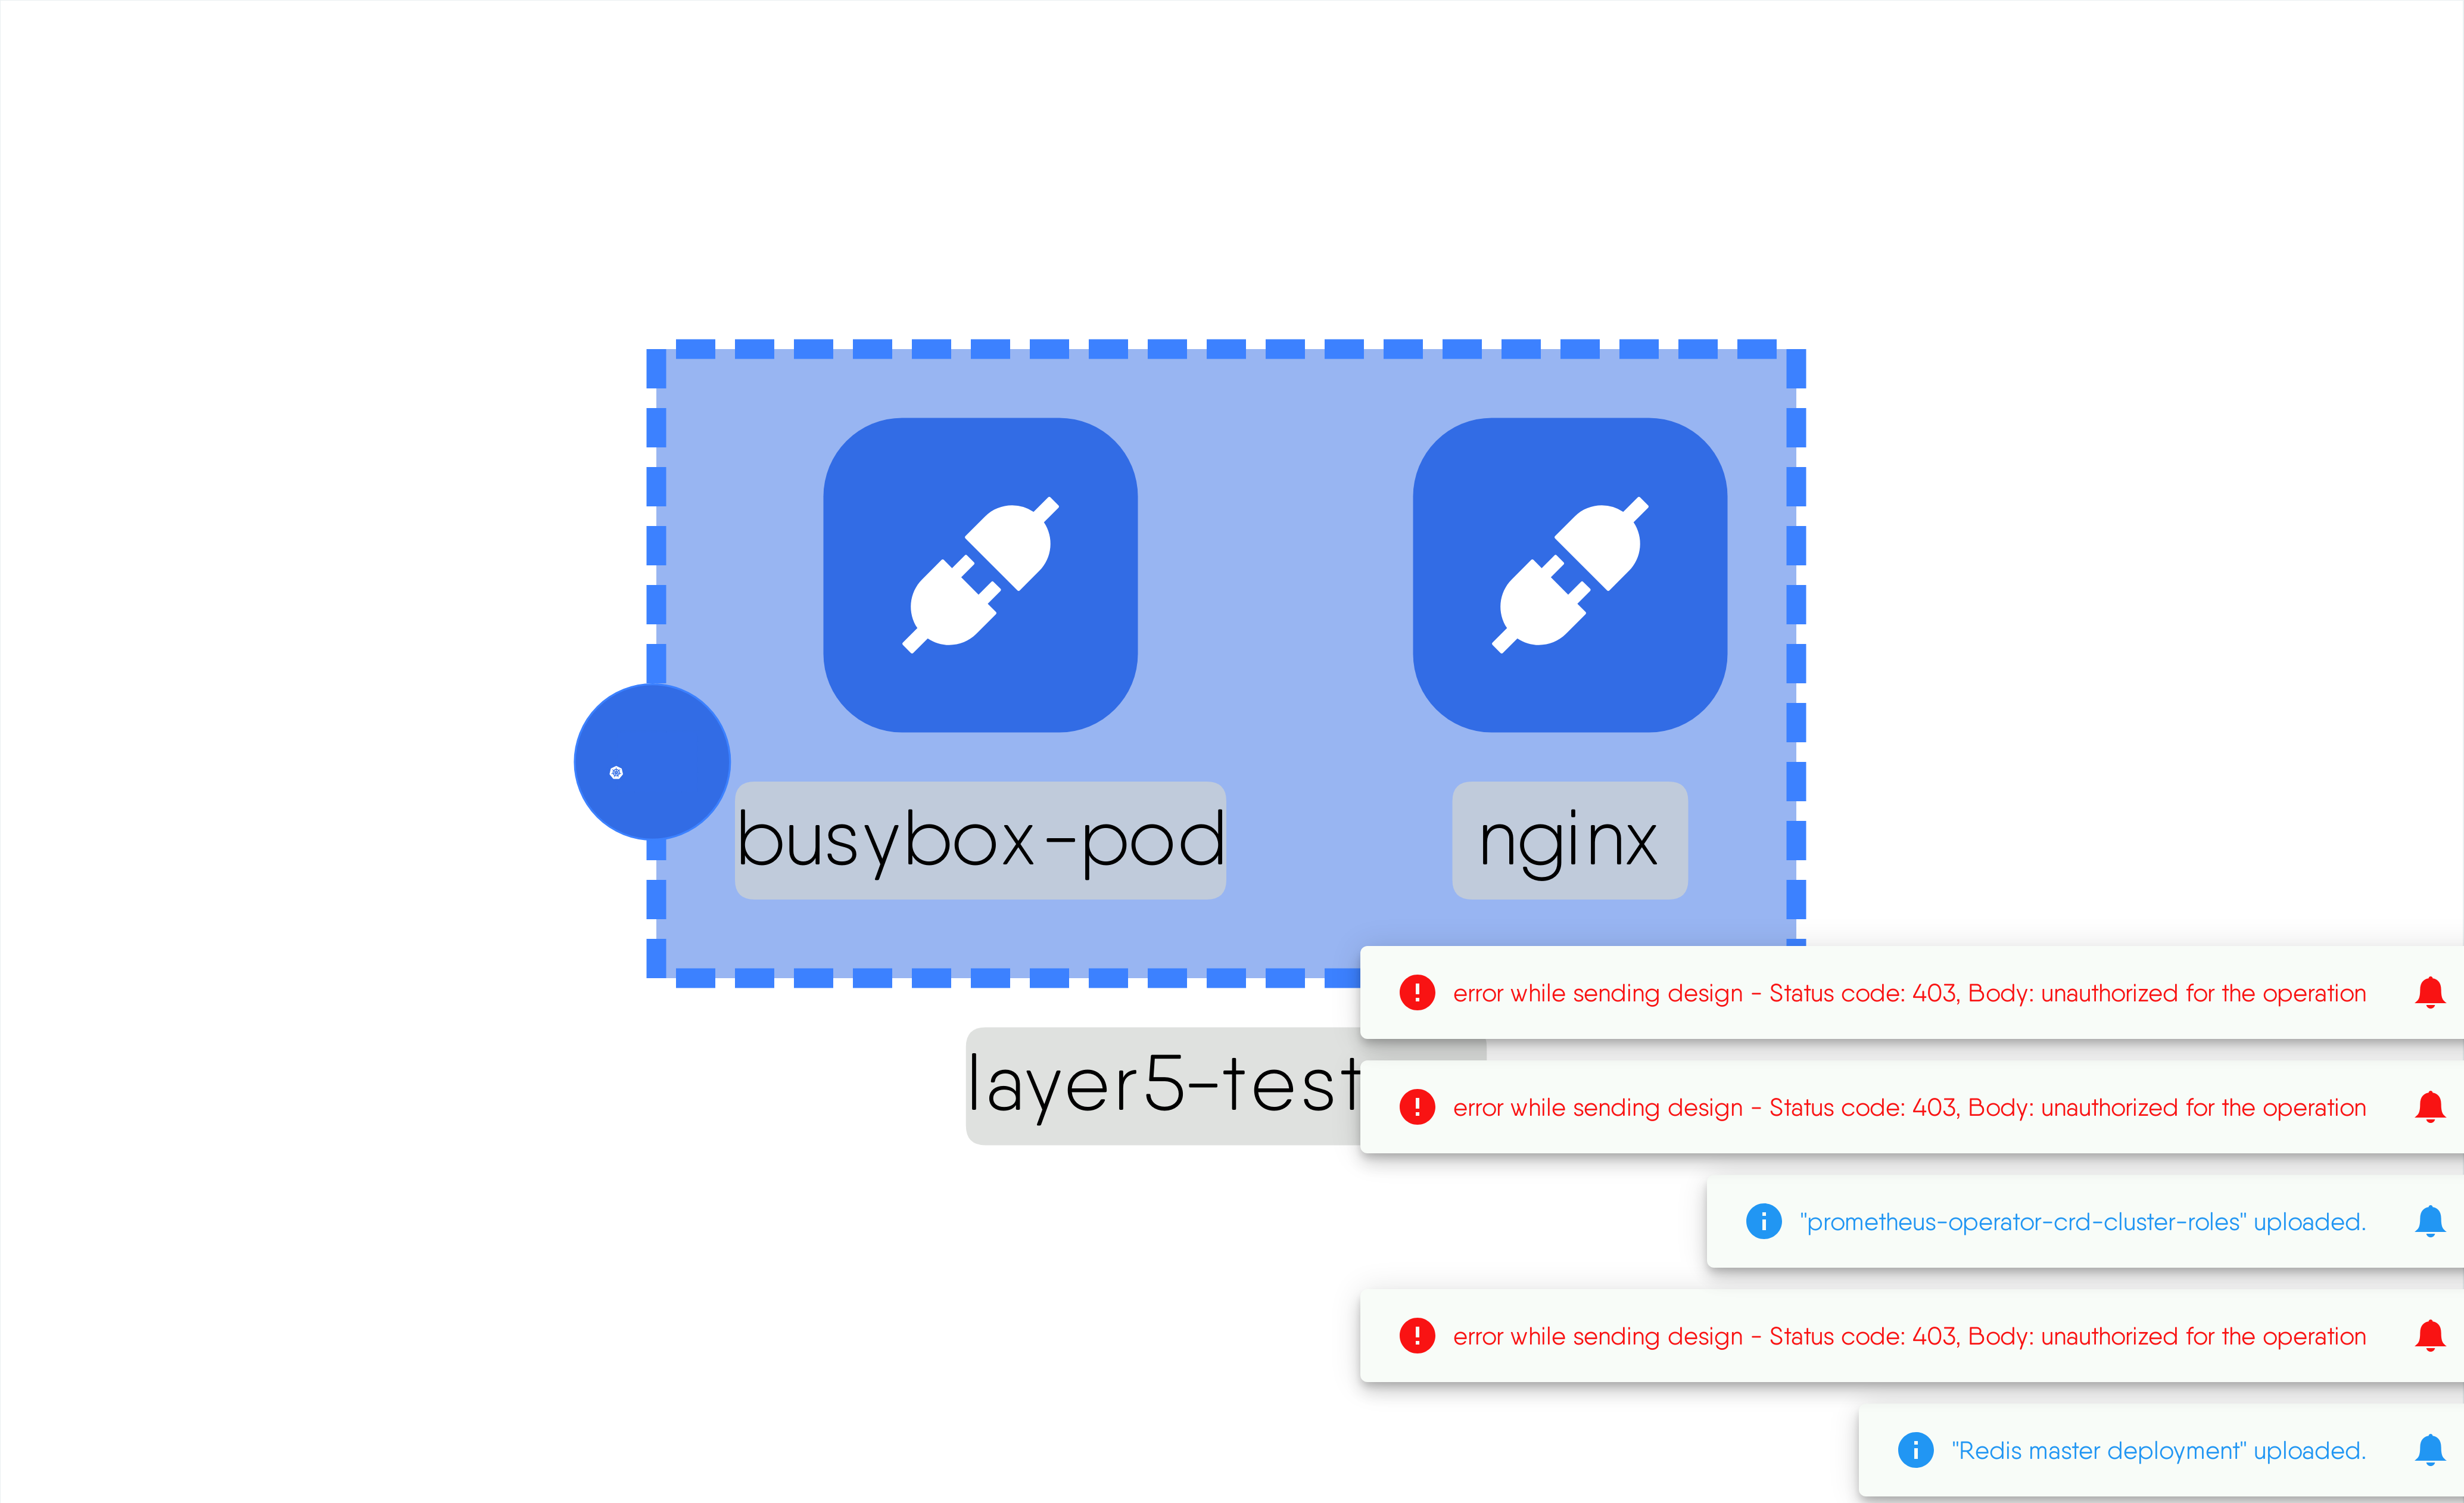 busybox-pod
nginx
error while sending design - Status code: 403, Body: unauthorized for the operation
layer5-test
error while sending design - Status code: 403, Body: unauthorized for the operation
"prometheus-operator-crd-cluster-roles" uploaded.
error while sending design - Status code: 403, Body: unauthorized for the operation
"Redis master deployment" uploaded.